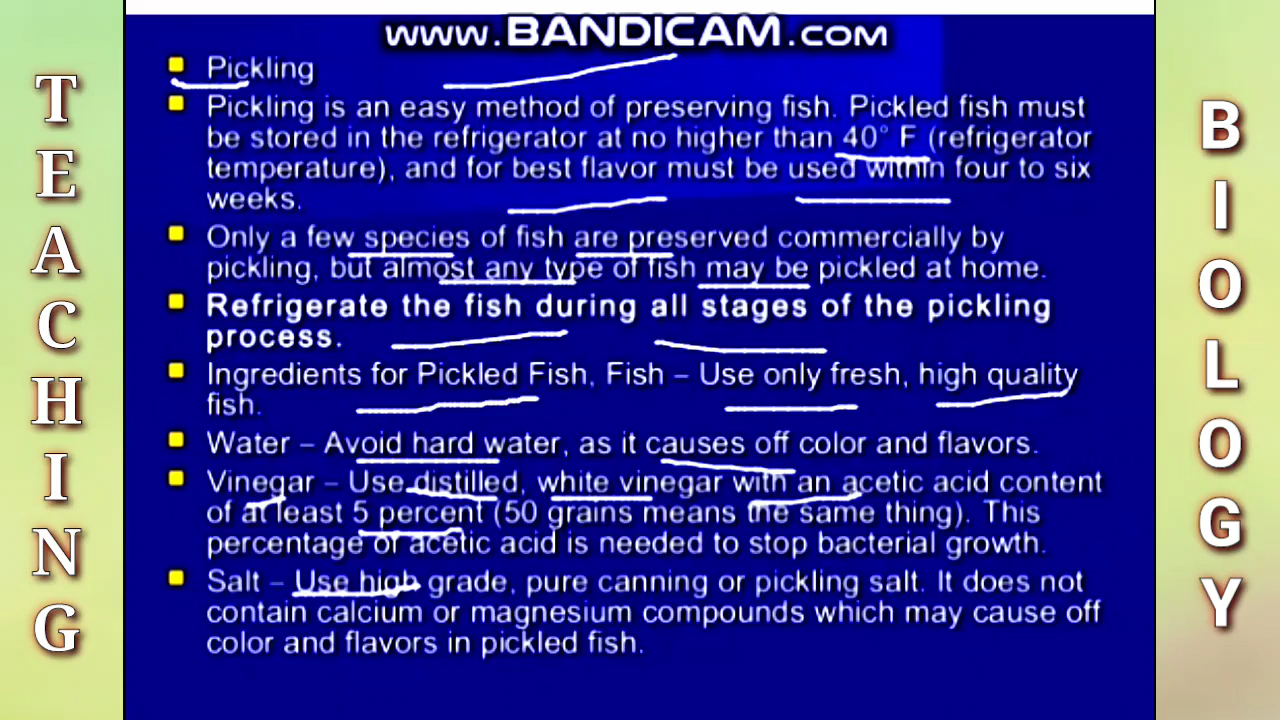 www.BANDICAM.com
Pickling
Pickling is an easy method of preserving fish. Pickled fish must
be stored in the refrigerator at no higher than 40° F (refrigerator
temperature), and for best flavor must be used within four to six
weeks.
Only a few species of fish are preserved commercially by
pickling, but almost any type of fish may be pickled at home.
Refrigerate the fish during all stages of the pickling
process.
Ingredients for Pickled Fish, Fish – Use only fresh, high quality
fish.
Water – Avoid hard water, as it causes off color and flavors.
Vinegar – Use distilled, white vinegar with an acetic acid content
of at least 5 percent (50 grains means the same thing). This
percentage of acetic acid is needed to stop bacterial growth.
Salt – Use high grade, pure canning or pickling salt. It does not
contain calcium or magnesium compounds which may cause off
color and flavors in pickled fish.
TEACHING
BIOLOGY